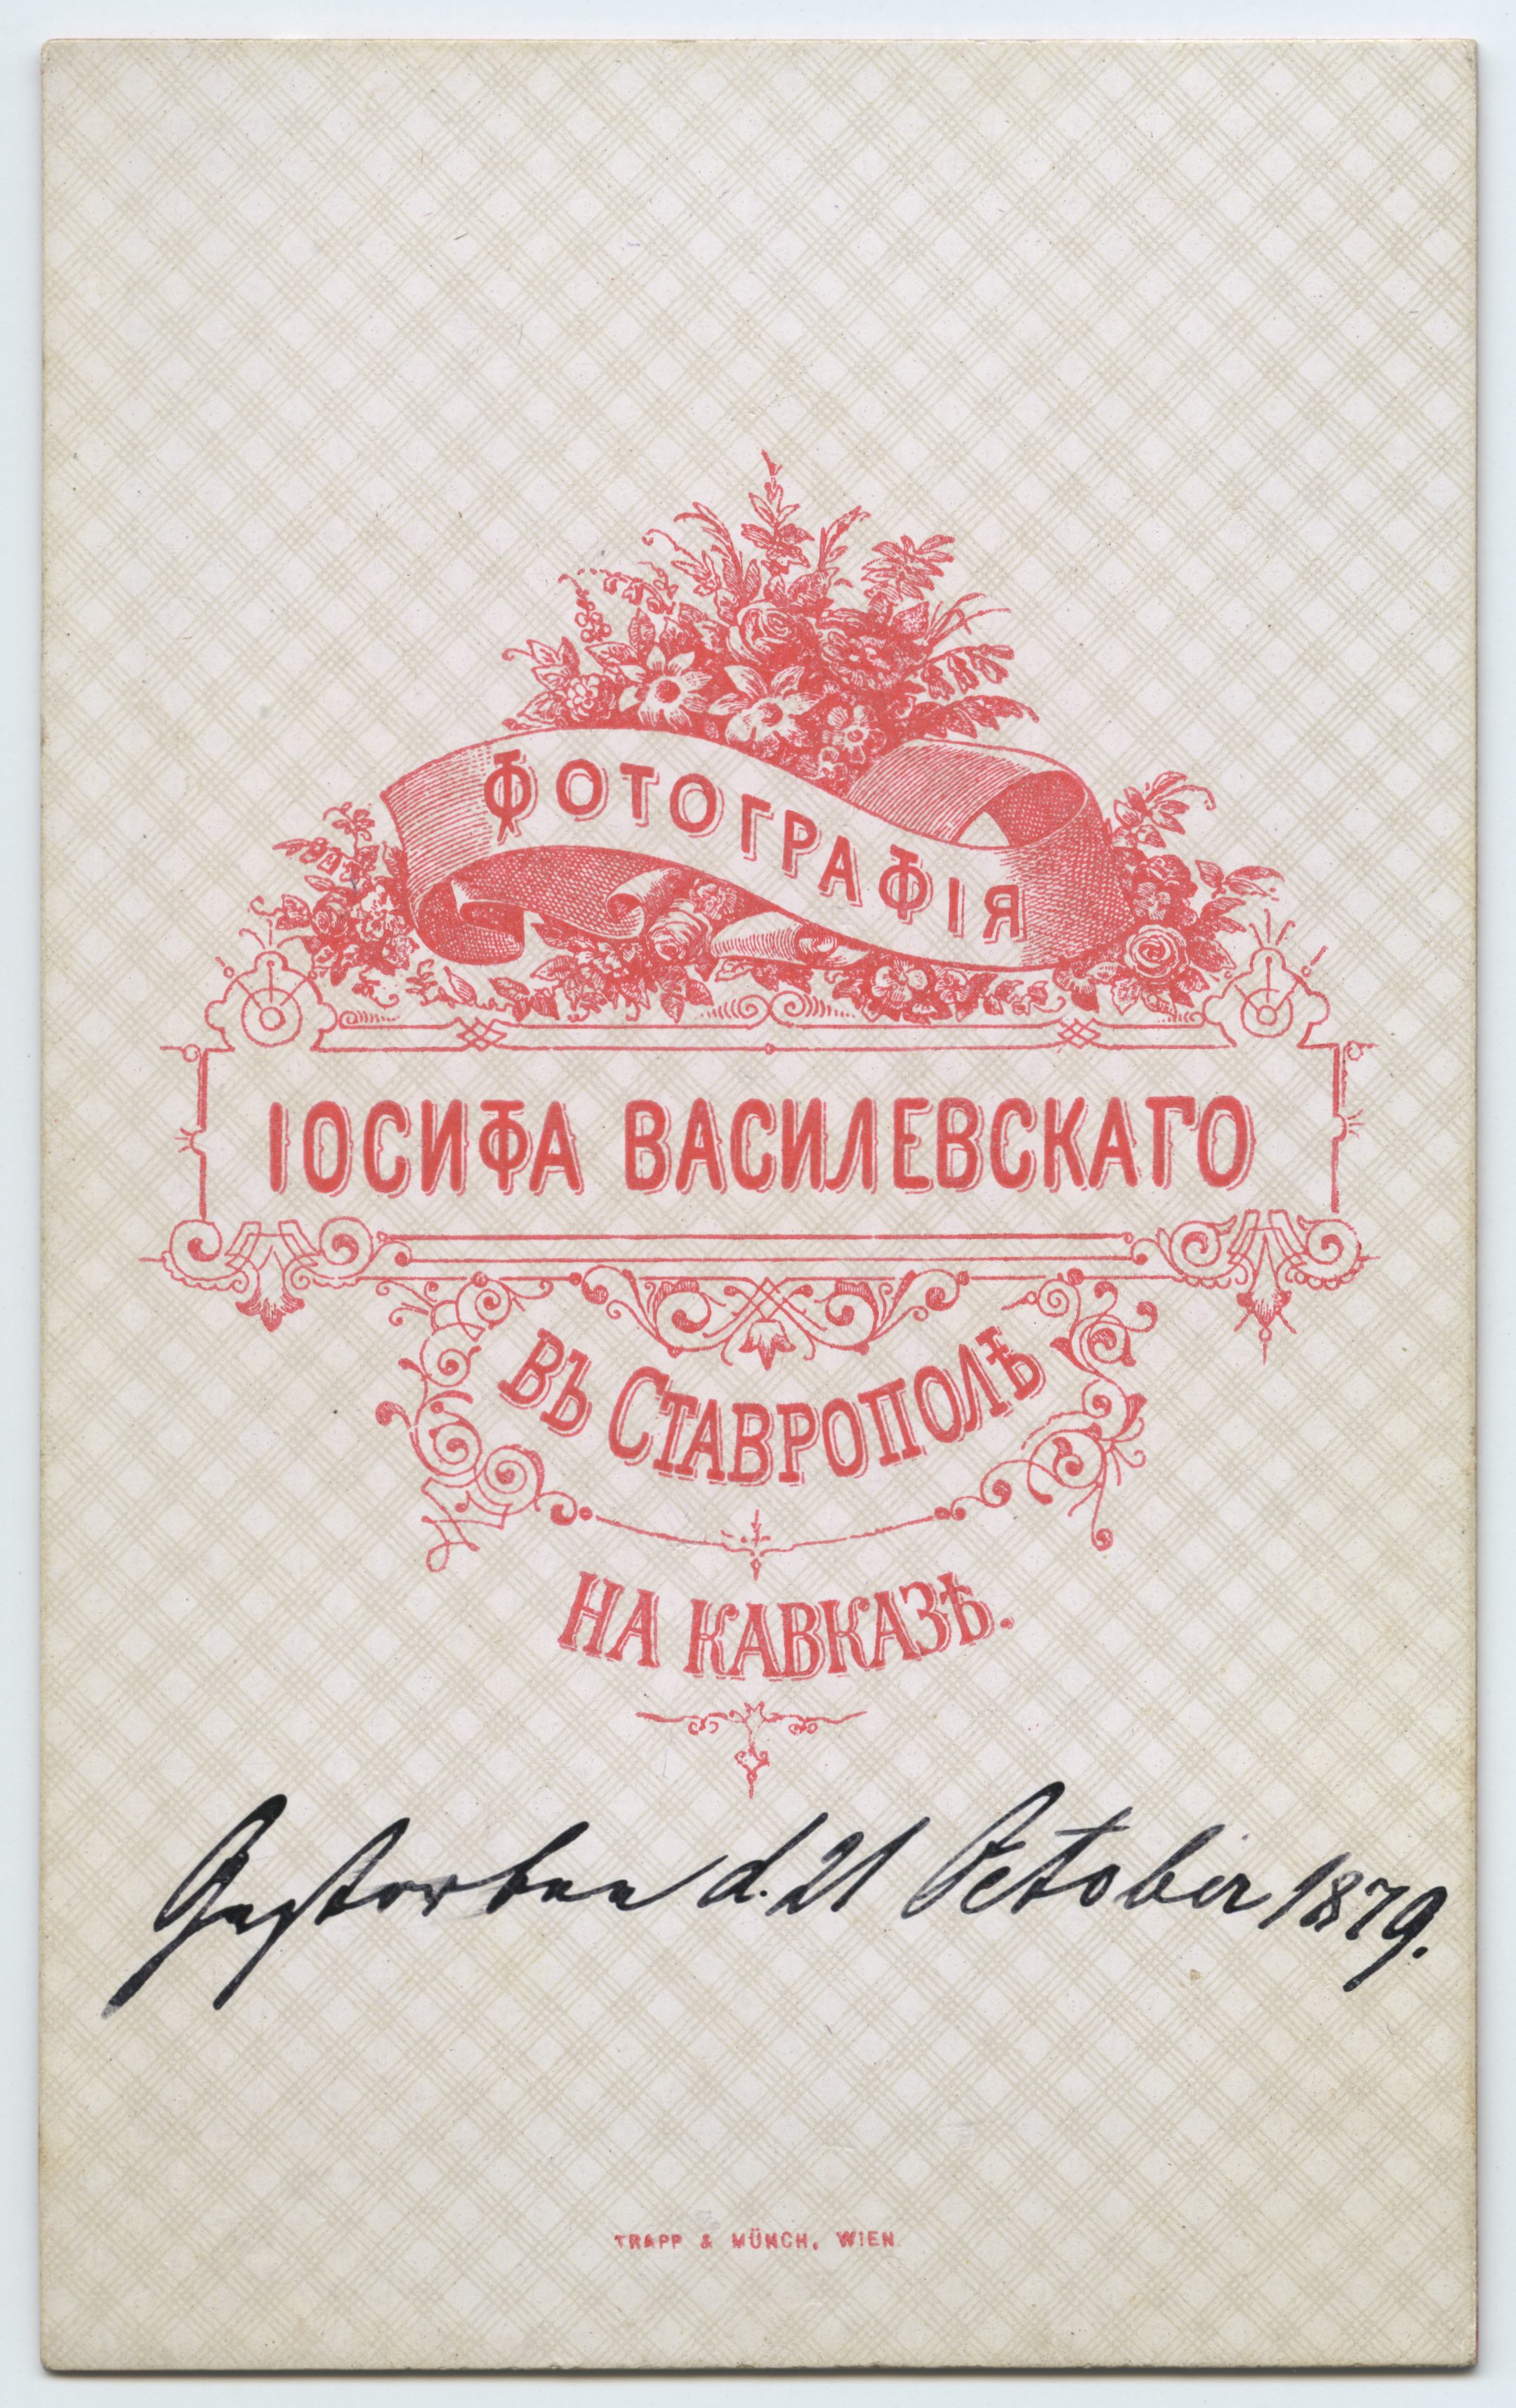 ФОТОГРАФІЯ
ІОСИФА ВАСИЛЕВСКАГО
ВЪ СТАВРОПОЛѢ
НА КАВКАЗѢ.
Gestorben d. 21 October 1879.
TRAPP & MÜNCH, WIEN